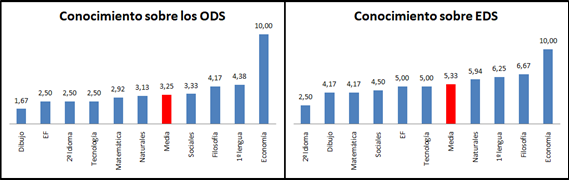 Conocimiento sobre los ODS
10,00
4,38
4,17
3,33
3,25
3,13
2,92
2,50
2,50
2,50
1,67
Dibujo
EF
2º Idioma
Tecnología
Matemática
Naturales
Media
Sociales
Filosofía
1ª lengua
Economía
Conocimiento sobre EDS
10,00
6,67
6,25
5,94
5,33
5,00
5,00
4,50
4,17
4,17
2,50
2º Idioma
Dibujo
Matemática
Sociales
EF
Tecnología
Media
Naturales
1ª lengua
Filosofía
Economía